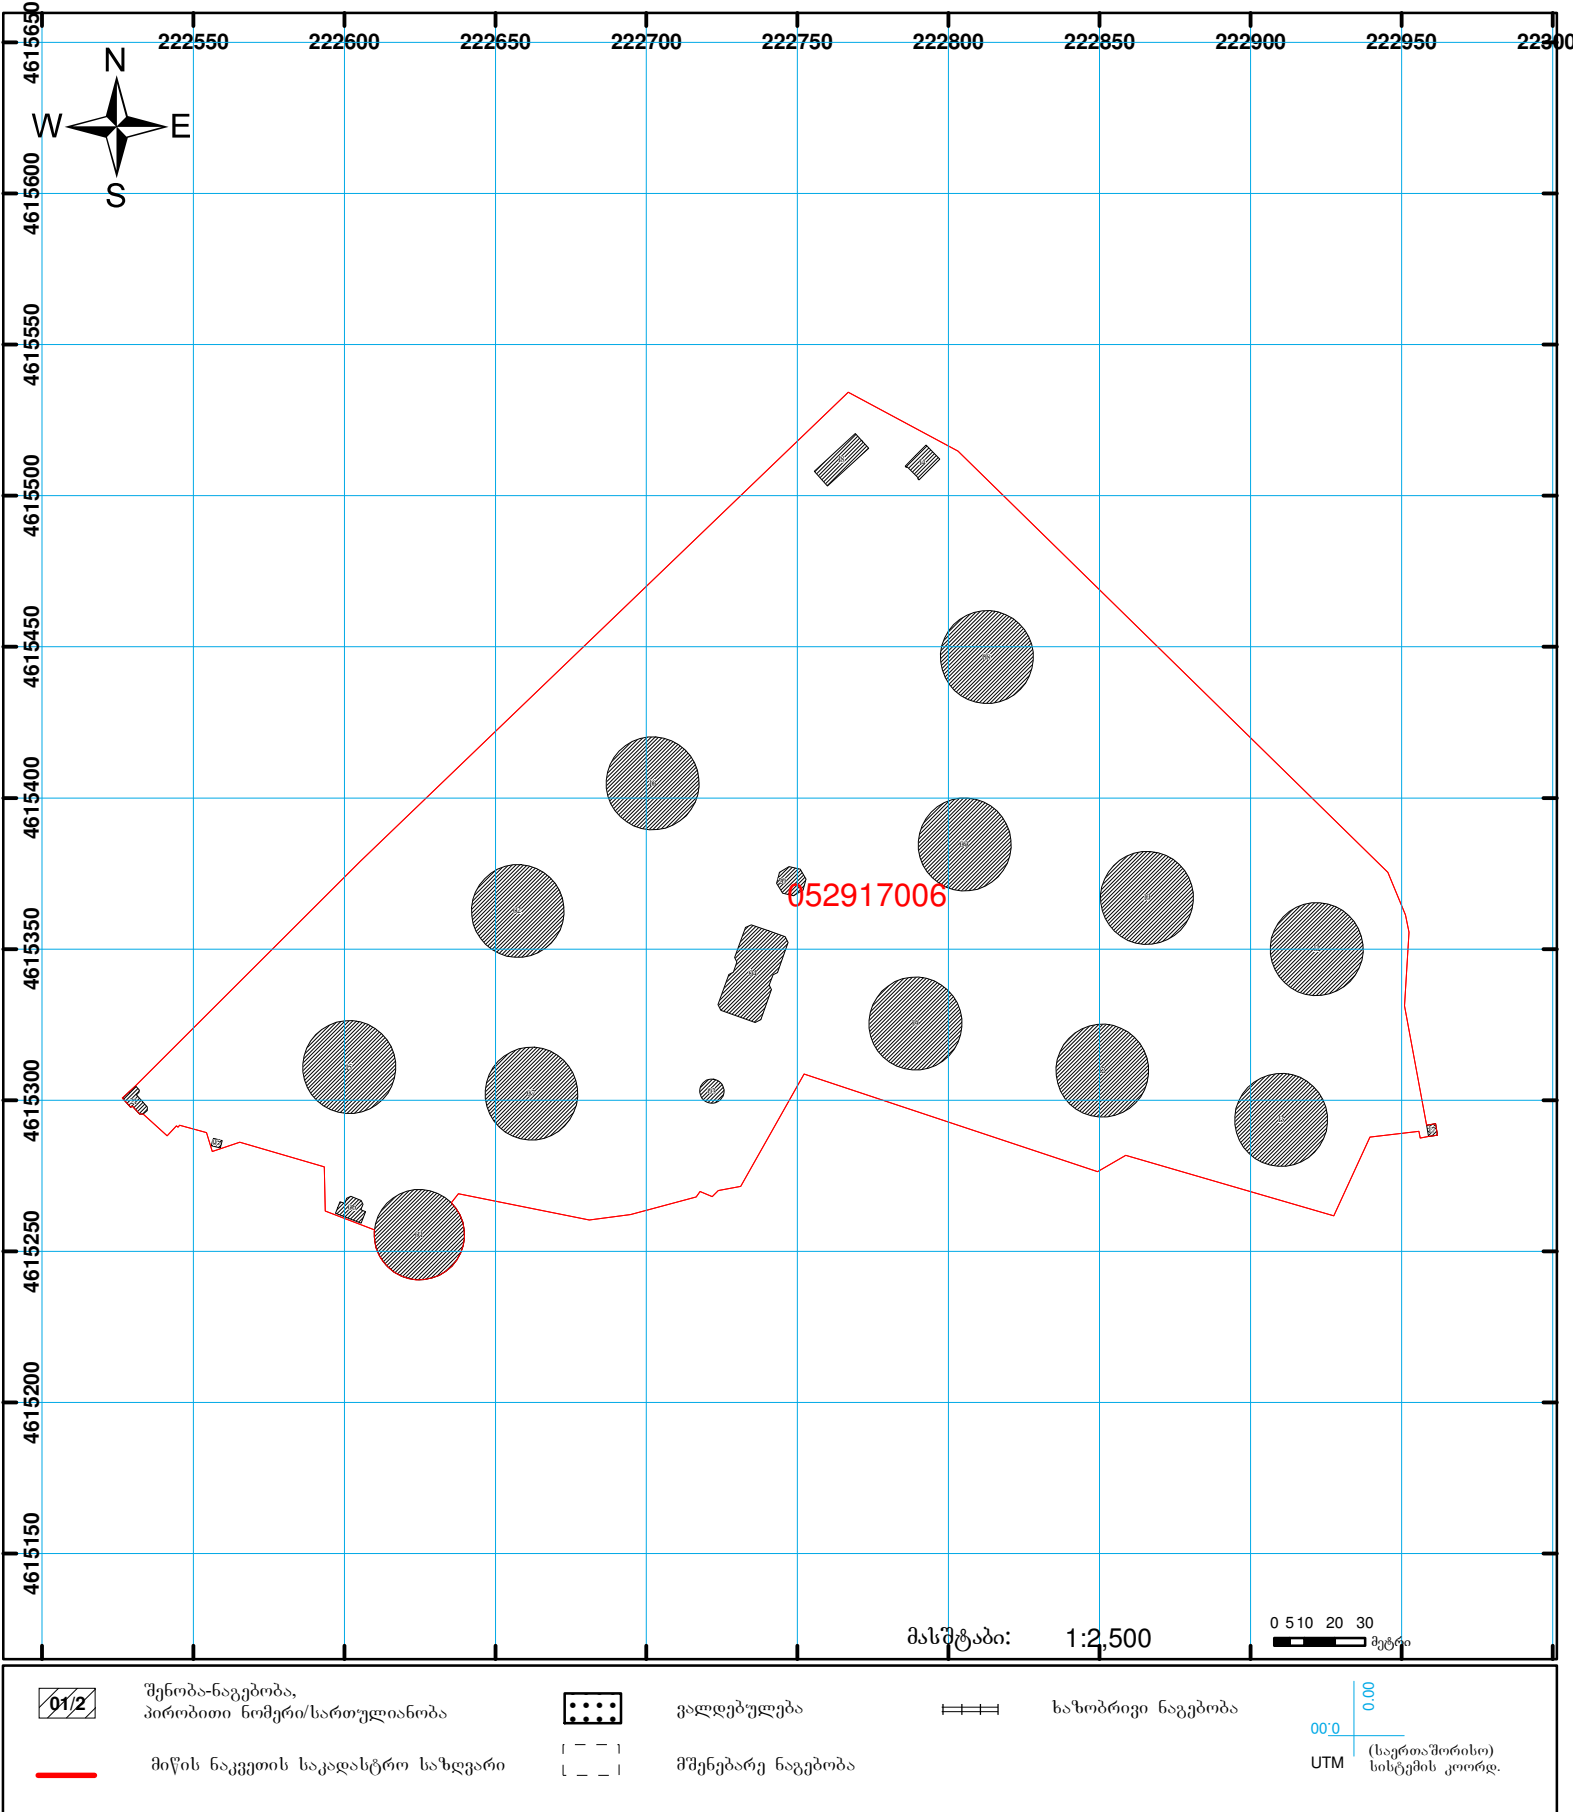 222550 222600 222650 222700 222750 222800 222850 222900 222950 22300
4615650
N
W E
S
4615600
4615550
4615500
4615450
4615400
052917006
4615350
4615300
4615250
4615200
4615150
0 5 10 20 30
მასშტაბი: 1:2,500 მეტრი
01/2 შენობა-ნაგებობა,
პირობითი ნომერი/სართულიანობა
ვალდებულება
ხაზობრივი ნაგებობა
00.0
00.0
მიწის ნაკვეთის საკადასტრო საზღვარი
მშენებარე ნაგებობა
UTM (საერთაშორისო)
სისტემის კოორდ.